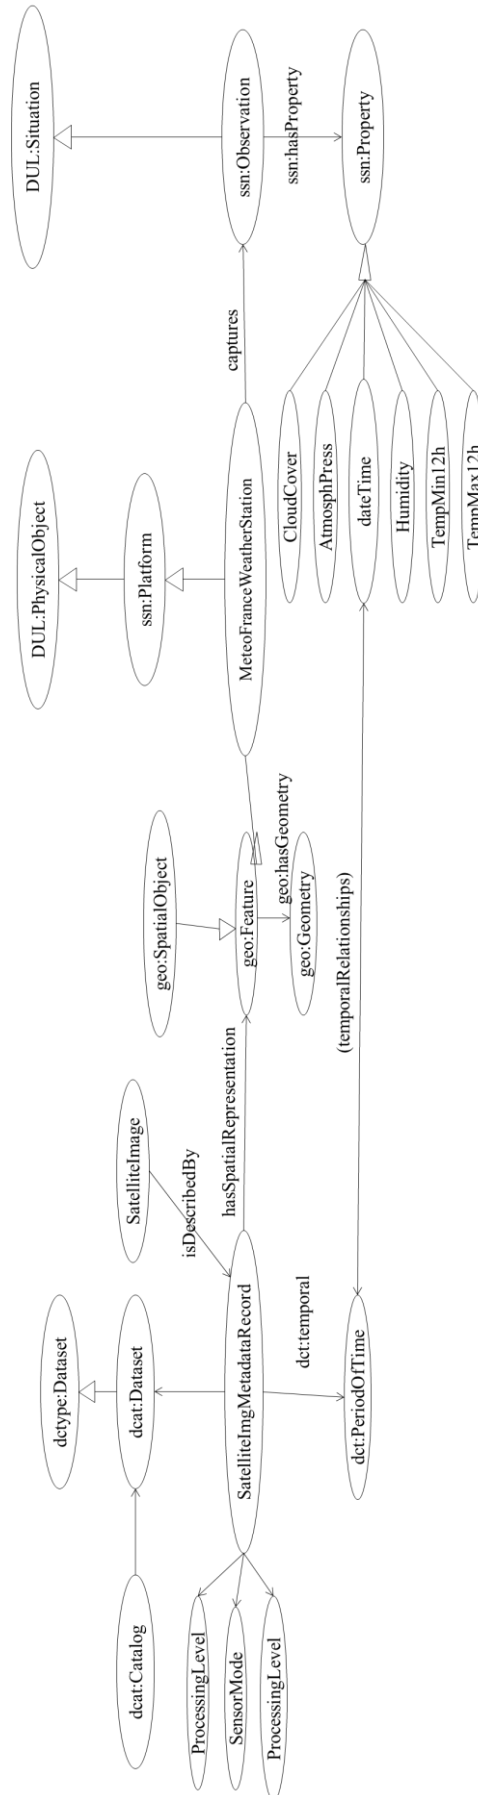 dctype:Dataset
dcat:Catalog
dcat:Dataset
SatelliteImage
isDescribedBy
ProcessingLevel
SensorMode
ProcessingLevel
SatelliteImgMetadataRecord
hasSpatialRepresentation
dct:temporal
dct:PeriodOfTime
(temporalRelationships)
geo:SpatialObject
geo:Feature
geo:hasGeometry
geo:Geometry
DUL:PhysicalObject
ssn:Platform
MeteoFranceWeatherStation
captures
DUL:Situation
ssn:Observation
ssn:hasProperty
ssn:Property
CloudCover
AtmosphPress
dateTime
Humidity
TempMin12h
TempMax12h